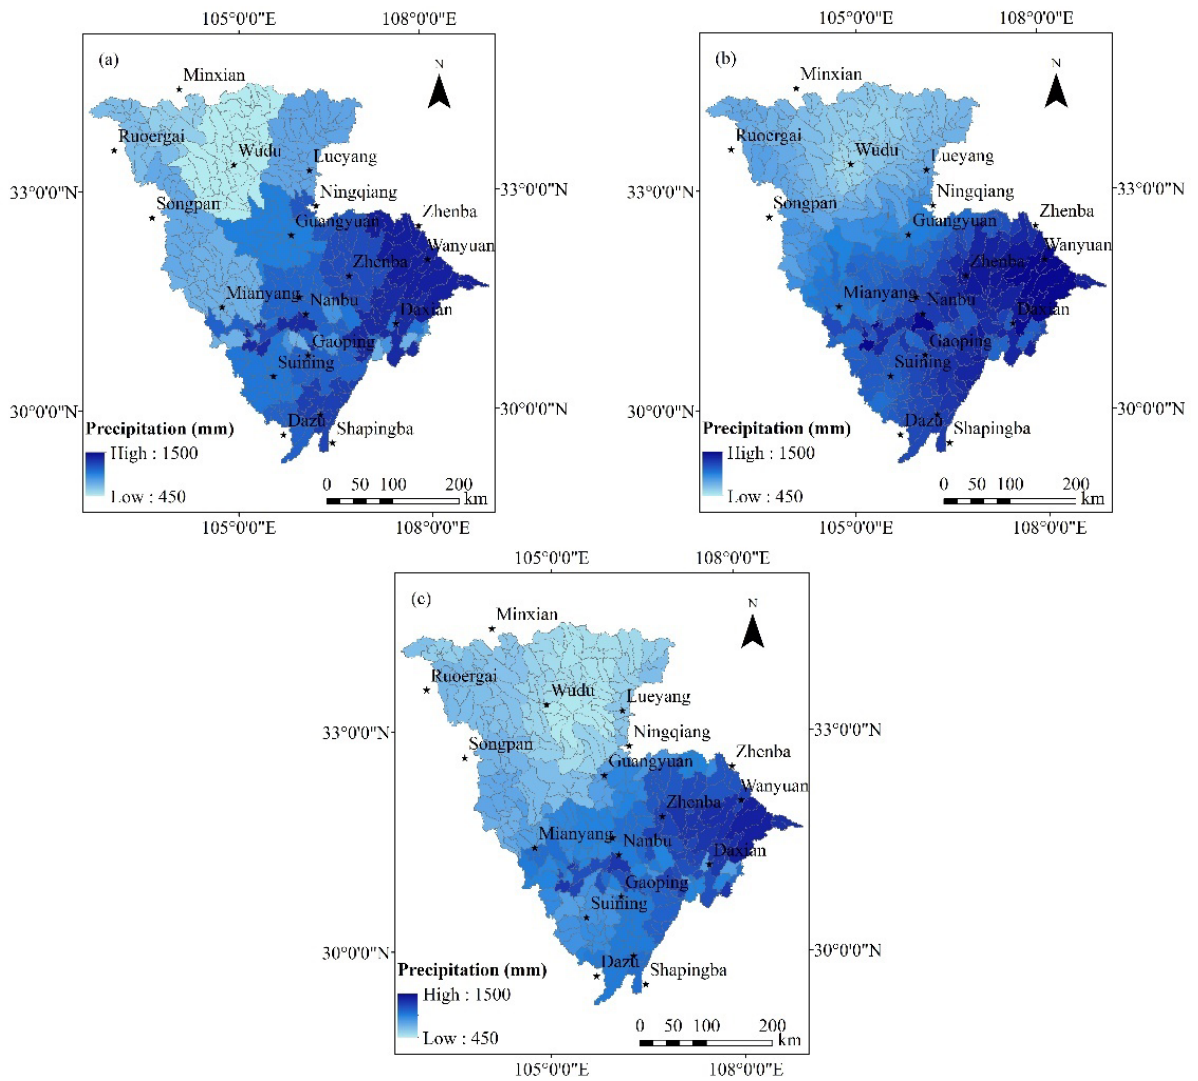 105°0'0"E 108°0'0"E
(a)
N
Minxian
Ruoergai
Wudu
Lueyang
33°0'0"N
33°0'0"N
Ningqiang
Songpan
Guangyuan
Zhenba
Wanyuan
Zhenba
Mianyang
Nanbu
Daxian
Gaoping
Suining
30°0'0"N
30°0'0"N
Dazu
Shapingba
Precipitation (mm)
High : 1500
Low : 450
0 50 100 200
km
105°0'0"E 108°0'0"E
105°0'0"E 108°0'0"E
(b)
N
Minxian
Ruoergai
Wudu
Lueyang
33°0'0"N
33°0'0"N
Ningqiang
Songpan
Guangyuan
Zhenba
Wanyuan
Zhenba
Mianyang
Nanbu
Daxian
Gaoping
Suining
30°0'0"N
30°0'0"N
Dazu
Shapingba
Precipitation (mm)
High : 1500
Low : 450
0 50 100 200
km
105°0'0"E 108°0'0"E
105°0'0"E 108°0'0"E
(c)
N
Minxian
Ruoergai
Wudu
Lueyang
33°0'0"N
33°0'0"N
Ningqiang
Songpan
Guangyuan
Zhenba
Wanyuan
Zhenba
Mianyang
Nanbu
Daxian
Gaoping
Suining
30°0'0"N
30°0'0"N
Dazu
Shapingba
Precipitation (mm)
High : 1500
Low : 450
0 50 100 200
km
105°0'0"E 108°0'0"E